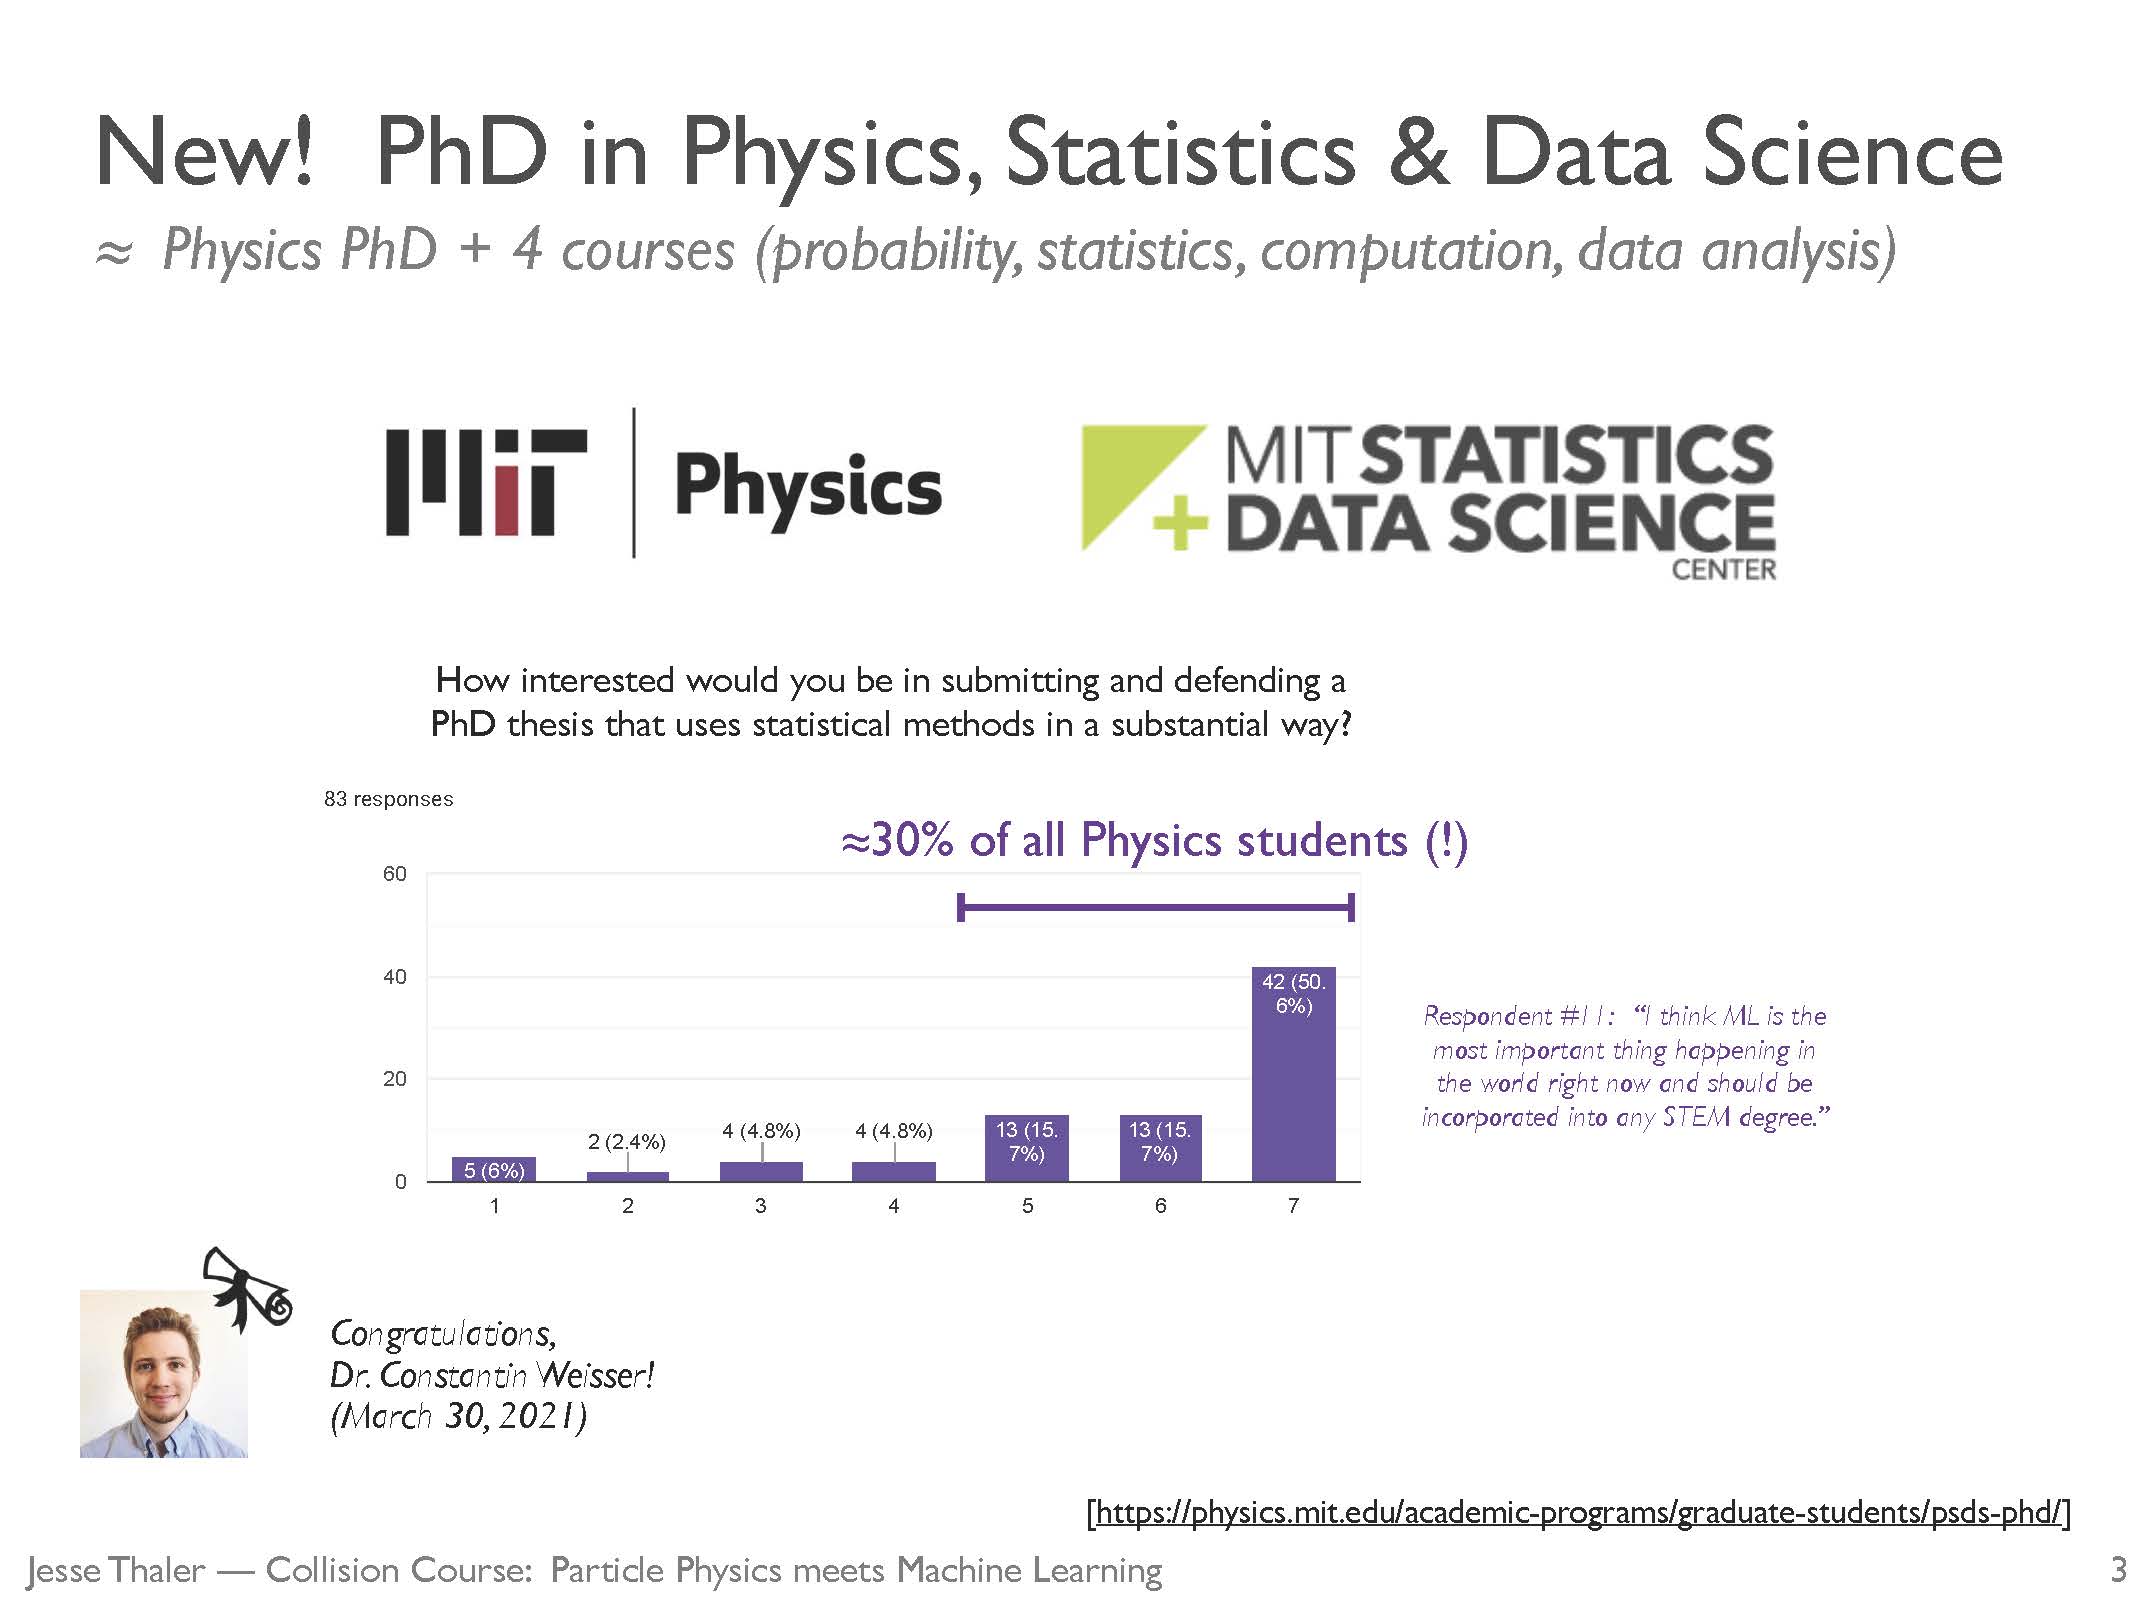 New! PhD in Physics, Statistics & Data Science
≈ Physics PhD + 4 courses (probability, statistics, computation, data analysis)
MIT Physics
MIT STATISTICS
+ DATA SCIENCE
CENTER
How interested would you be in submitting and defending a
PhD thesis that uses statistical methods in a substantial way?
83 responses
≈30% of all Physics students (!)
60
40
20
0
5 (6%)
2 (2.4%)
4 (4.8%)
4 (4.8%)
13 (15.
7%)
13 (15.
7%)
42 (50.
6%)
1 2 3 4 5 6 7
Respondent #11: “I think ML is the
most important thing happening in
the world right now and should be
incorporated into any STEM degree.”
Congratulations,
Dr. Constantin Weisser!
(March 30, 2021)
[https://physics.mit.edu/academic-programs/graduate-students/psds-phd/]
Jesse Thaler — Collision Course: Particle Physics meets Machine Learning 3